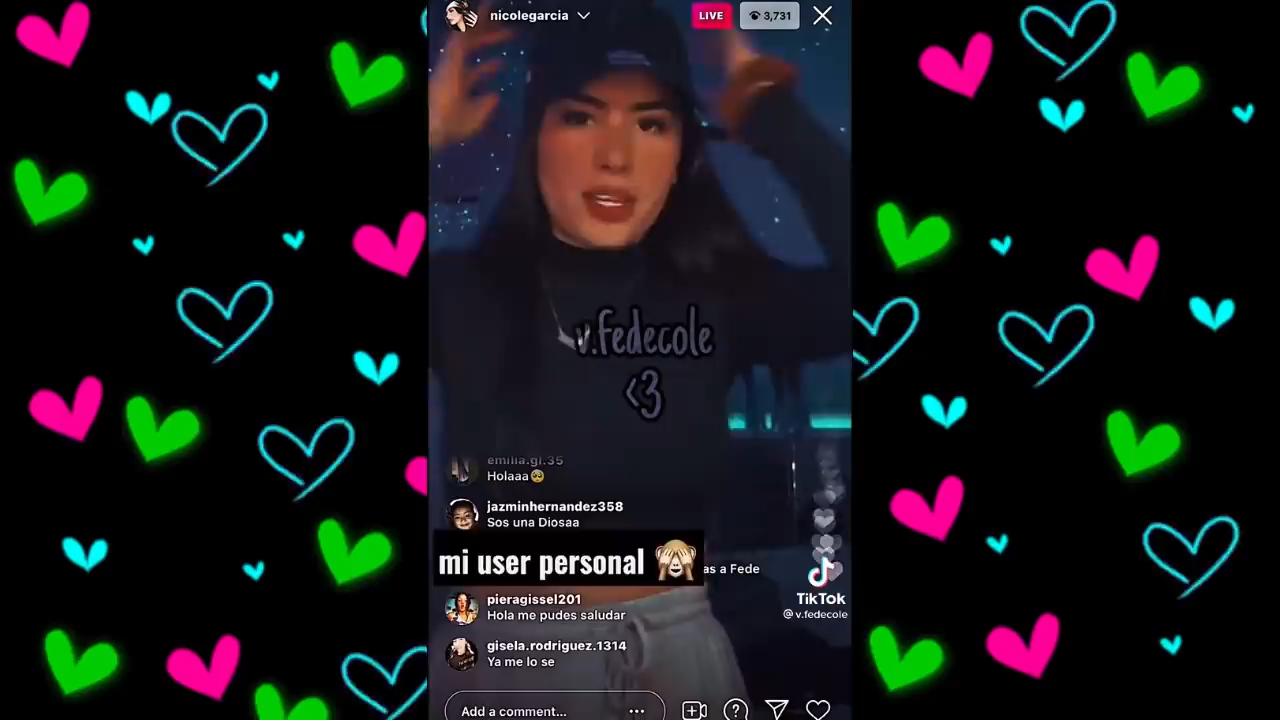 nicolegarcia
LIVE
3,731
v.fedecole
<3
emilia.gl.35
Holaaa🥺
jazminhernandez358
Sos una Diosaa
mi user personal 🙈
as a Fede
pieragissel201
Hola me pudes saludar
gisela.rodriguez.1314
Ya me lo se
TikTok
@v.fedecole
Add a comment...